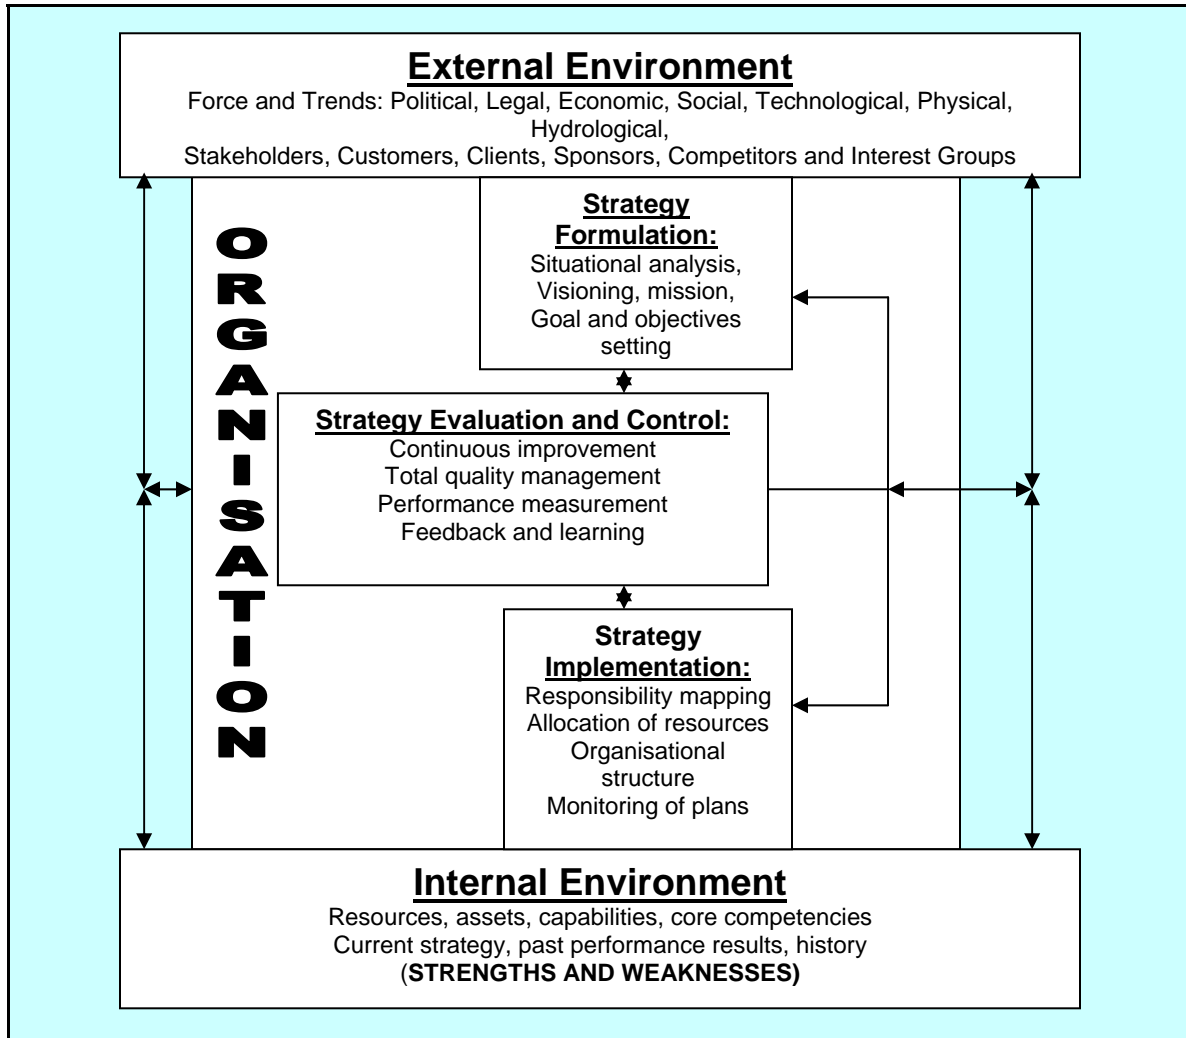 External Environment
Force and Trends: Political, Legal, Economic, Social, Technological, Physical,
Hydrological,
Stakeholders, Customers, Clients, Sponsors, Competitors and Interest Groups
ORGANISATION
Strategy
Formulation:
Situational analysis,
Visioning, mission,
Goal and objectives
setting
Strategy Evaluation and Control:
Continuous improvement
Total quality management
Performance measurement
Feedback and learning
Strategy
Implementation:
Responsibility mapping
Allocation of resources
Organisational
structure
Monitoring of plans
Internal Environment
Resources, assets, capabilities, core competencies
Current strategy, past performance results, history
(STRENGTHS AND WEAKNESSES)